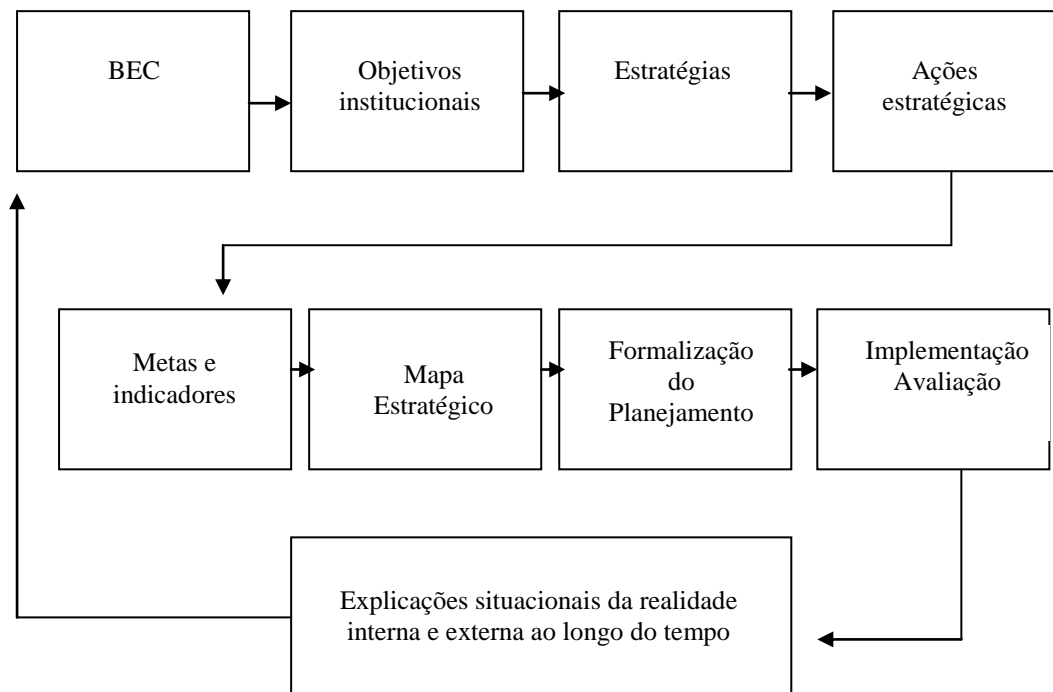 BEC
Objetivos
institucionais
Estratégias
Ações
estratégicas
Metas e
indicadores
Mapa
Estratégico
Formalização
do
Planejamento
Implementação
Avaliação
Explicações situacionais da realidade
interna e externa ao longo do tempo